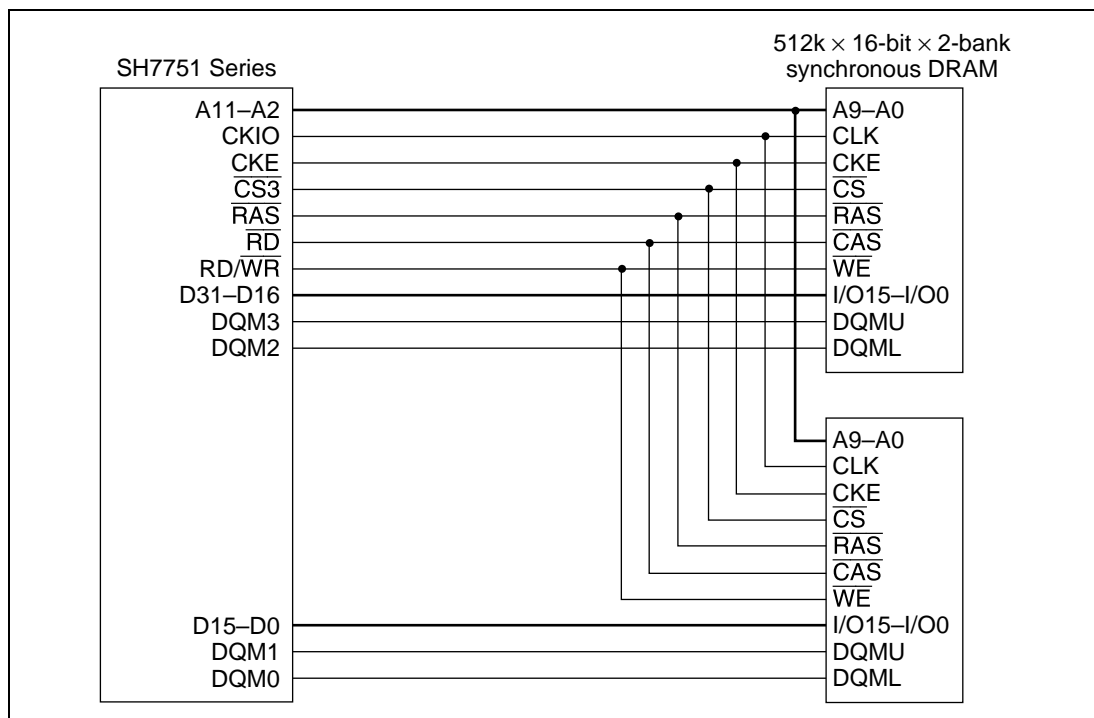 512k × 16-bit × 2-bank
synchronous DRAM
SH7751 Series
A11–A2
CKIO
CKE
CS3
RAS
RD
RD/WR
D31–D16
DQM3
DQM2
D15–D0
DQM1
DQM0
A9–A0
CLK
CKE
CS
RAS
CAS
WE
I/O15–I/O0
DQMU
DQML
A9–A0
CLK
CKE
CS
RAS
CAS
WE
I/O15–I/O0
DQMU
DQML